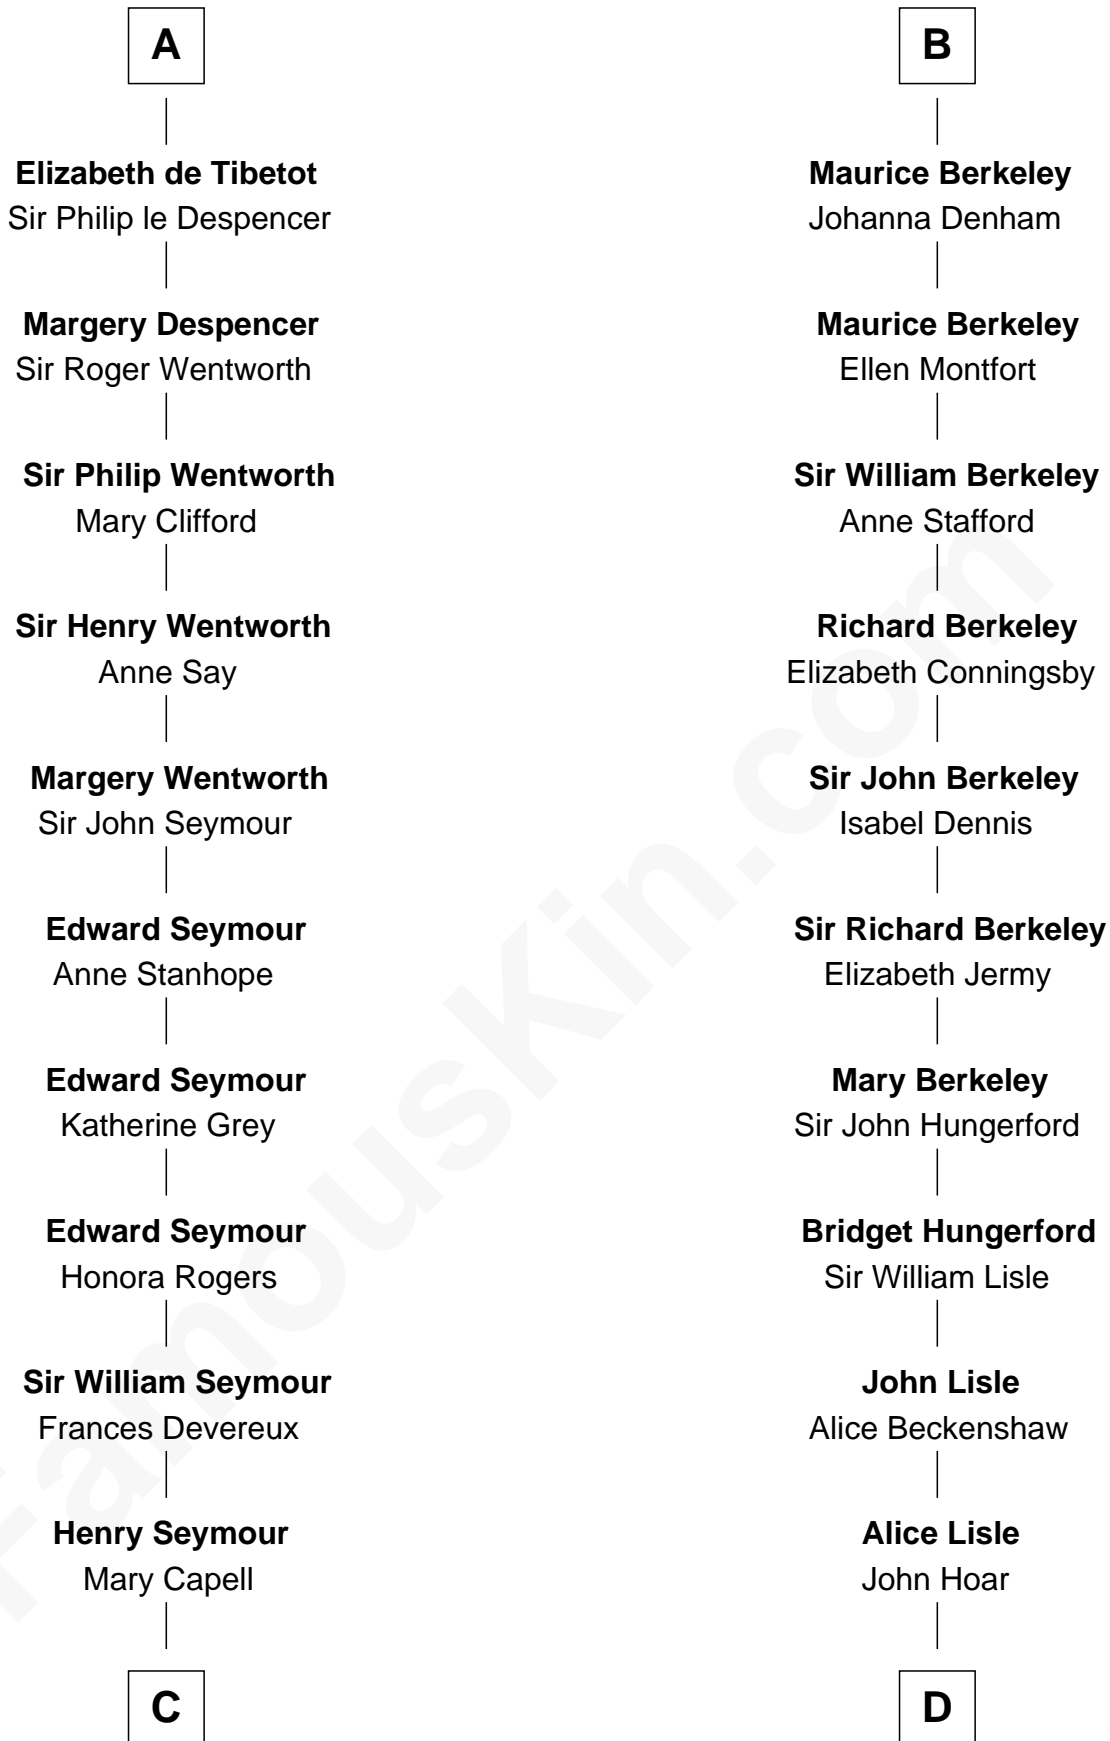 A
Elizabeth de Tibetot
Sir Philip le Despencer
Margery Despencer
Sir Roger Wentworth
Sir Philip Wentworth
Mary Clifford
Sir Henry Wentworth
Anne Say
Margery Wentworth
Sir John Seymour
Edward Seymour
Anne Stanhope
Edward Seymour
Katherine Grey
Edward Seymour
Honora Rogers
Sir William Seymour
Frances Devereux
Henry Seymour
Mary Capell
C
B
Maurice Berkeley
Johanna Denham
Maurice Berkeley
Ellen Montfort
Sir William Berkeley
Anne Stafford
Richard Berkeley
Elizabeth Conningsby
Sir John Berkeley
Isabel Dennis
Sir Richard Berkeley
Elizabeth Jermy
Mary Berkeley
Sir John Hungerford
Bridget Hungerford
Sir William Lisle
John Lisle
Alice Beckenshaw
Alice Lisle
John Hoar
D
FamousKin.com